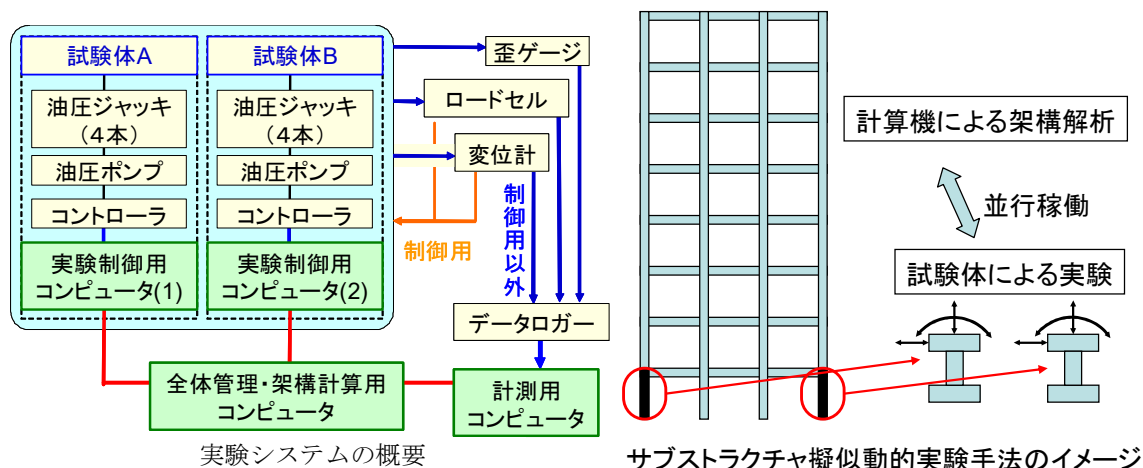 試験体A
油圧ジャッキ
(4本)
油圧ポンプ
コントローラ
実験制御用
コンピュータ(1)
試験体B
油圧ジャッキ
(4本)
油圧ポンプ
コントローラ
実験制御用
コンピュータ(2)
歪ゲージ
ロードセル
変位計
制御用
制御用以外
データロガー
全体管理・架構計算用
コンピュータ
計測用
コンピュータ
実験システムの概要
計算機による架構解析
並行稼働
試験体による実験
サブストラクチャ擬似動的実験手法のイメージ